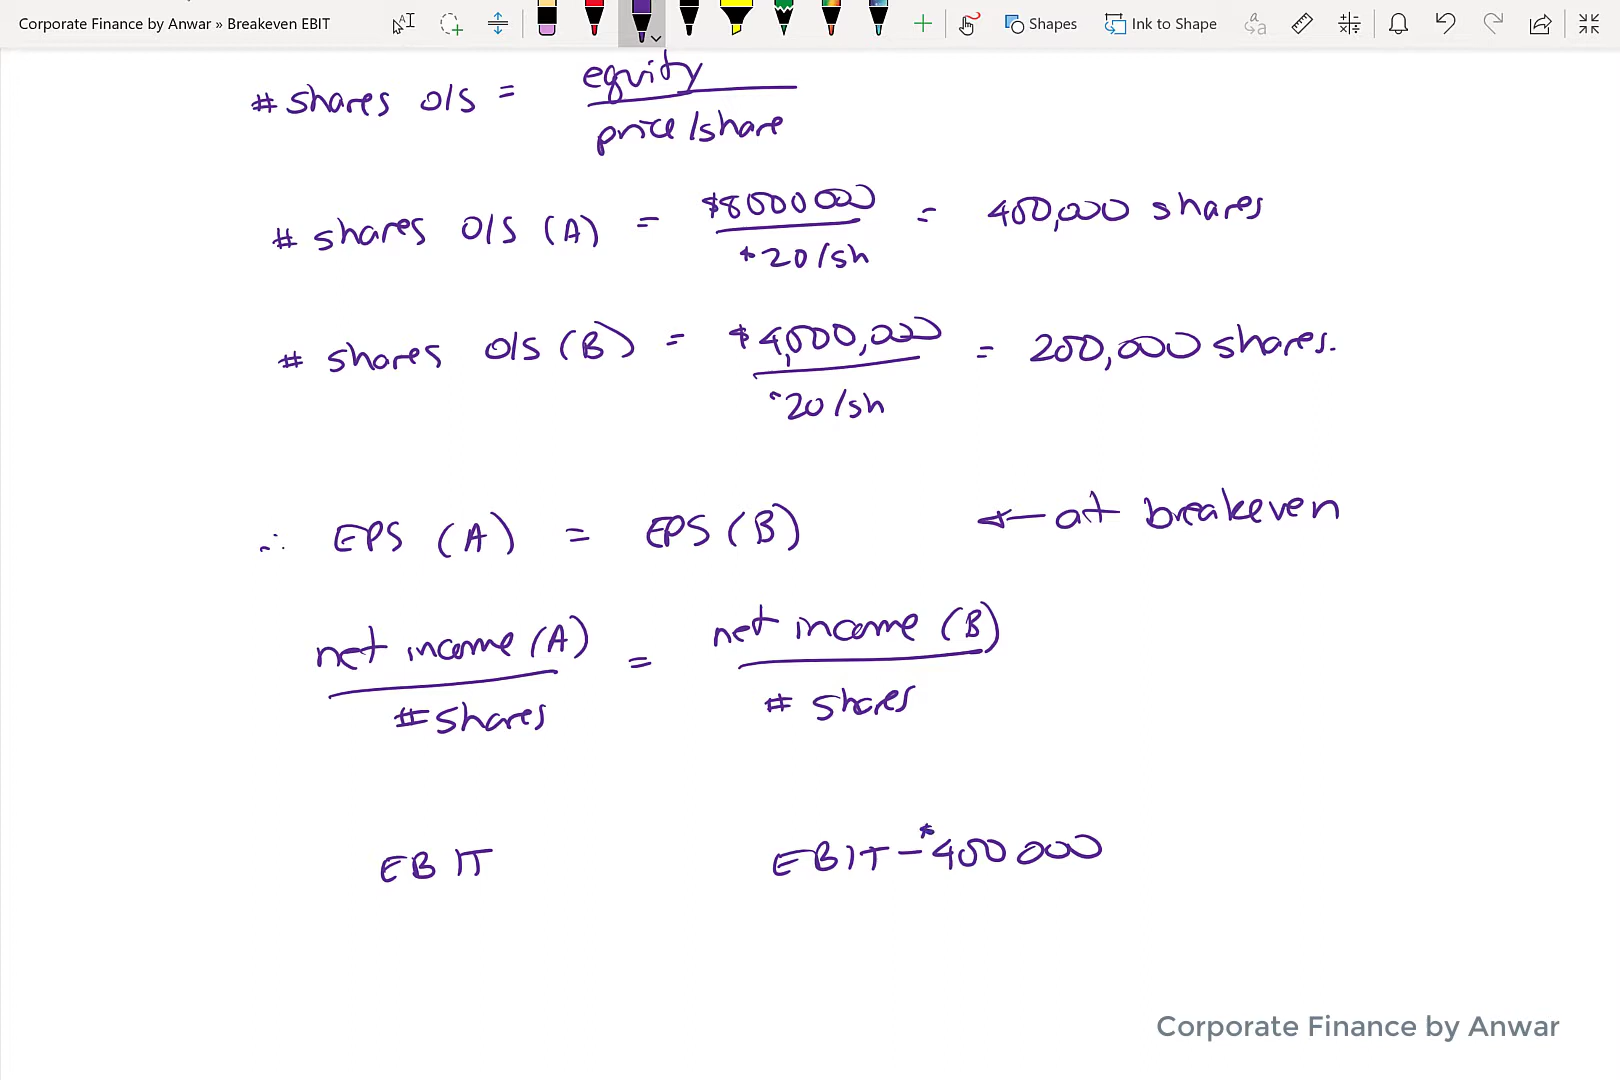 Corporate Finance by Anwar » Breakeven EBIT
Shapes
Ink to Shape
# shares o/s = equity
price/share
# shares o/s (A) = $8000000 = 400,000 shares
$20/sh
# shares o/s (B) = $4,000,000 = 200,000 shares.
$20/sh
∴ EPS (A) = EPS (B) ← at breakeven
net income (A) = net income (B)
# shares # shares
EBIT EBIT - $400000
Corporate Finance by Anwar